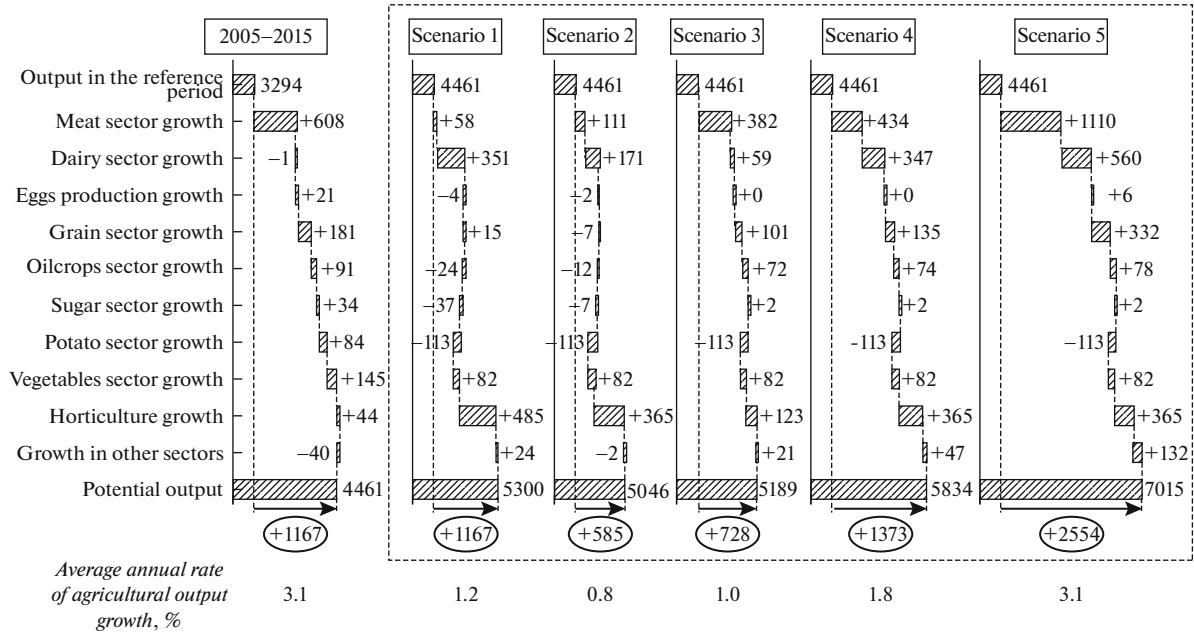 2005–2015 Scenario 1 Scenario 2 Scenario 3 Scenario 4 Scenario 5
Output in the reference period 3294 4461 4461 4461 4461 4461
Meat sector growth +608 +58 +111 +382 +434 +1110
Dairy sector growth –1 +351 +171 +59 +347 +560
Eggs production growth +21 –4 –2 +0 +0 +6
Grain sector growth +181 +15 –7 +101 +135 +332
Oilcrops sector growth +91 –24 –12 +72 +74 +78
Sugar sector growth +34 –37 –7 +2 +2 +2
Potato sector growth +84 –113 –113 –113 -113 –113
Vegetables sector growth +145 +82 +82 +82 +82 +82
Horticulture growth +44 +485 +365 +123 +365 +365
Growth in other sectors –40 +24 –2 +21 +47 +132
Potential output 4461 5300 5046 5189 5834 7015
+1167 +1167 +585 +728 +1373 +2554
Average annual rate
of agricultural output 3.1 1.2 0.8 1.0 1.8 3.1
growth, %